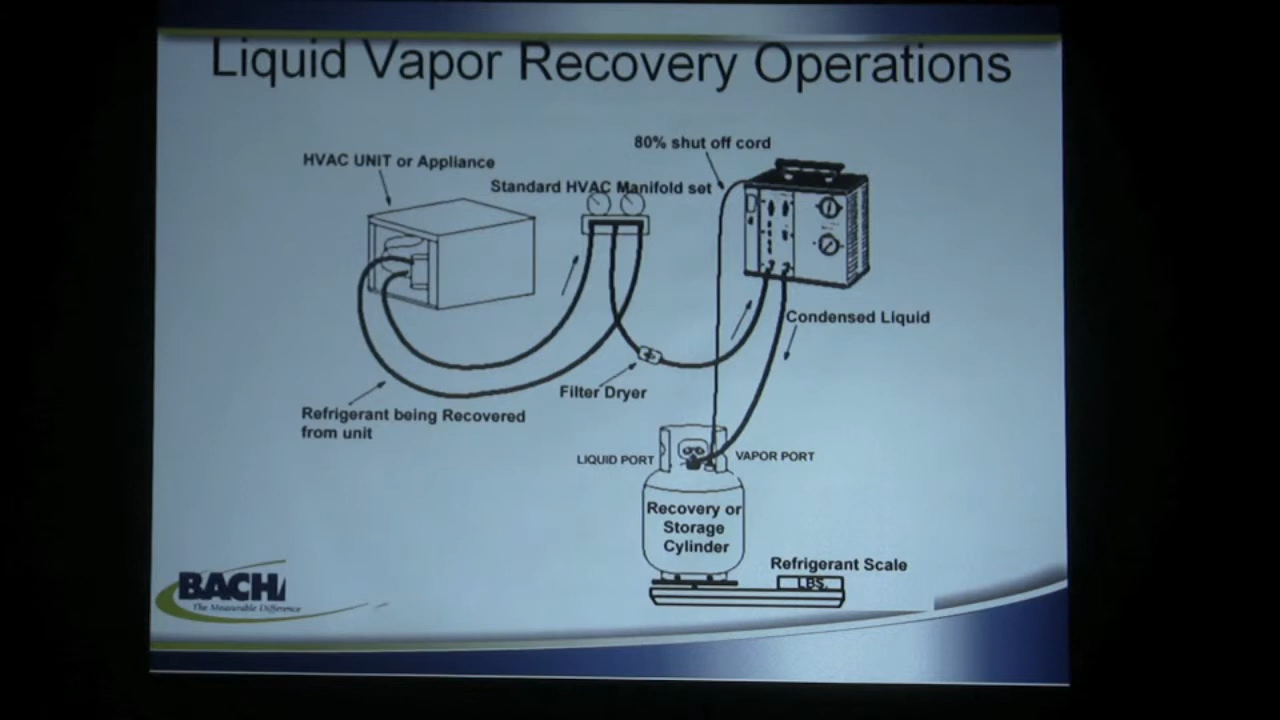 Liquid Vapor Recovery Operations
80% shut off cord
HVAC UNIT or Appliance
Standard HVAC Manifold set
Condensed Liquid
Filter Dryer
Refrigerant being Recovered
from unit
LIQUID PORT
VAPOR PORT
Recovery or
Storage
Cylinder
Refrigerant Scale
LBS.
BACHA
The Measurable Difference